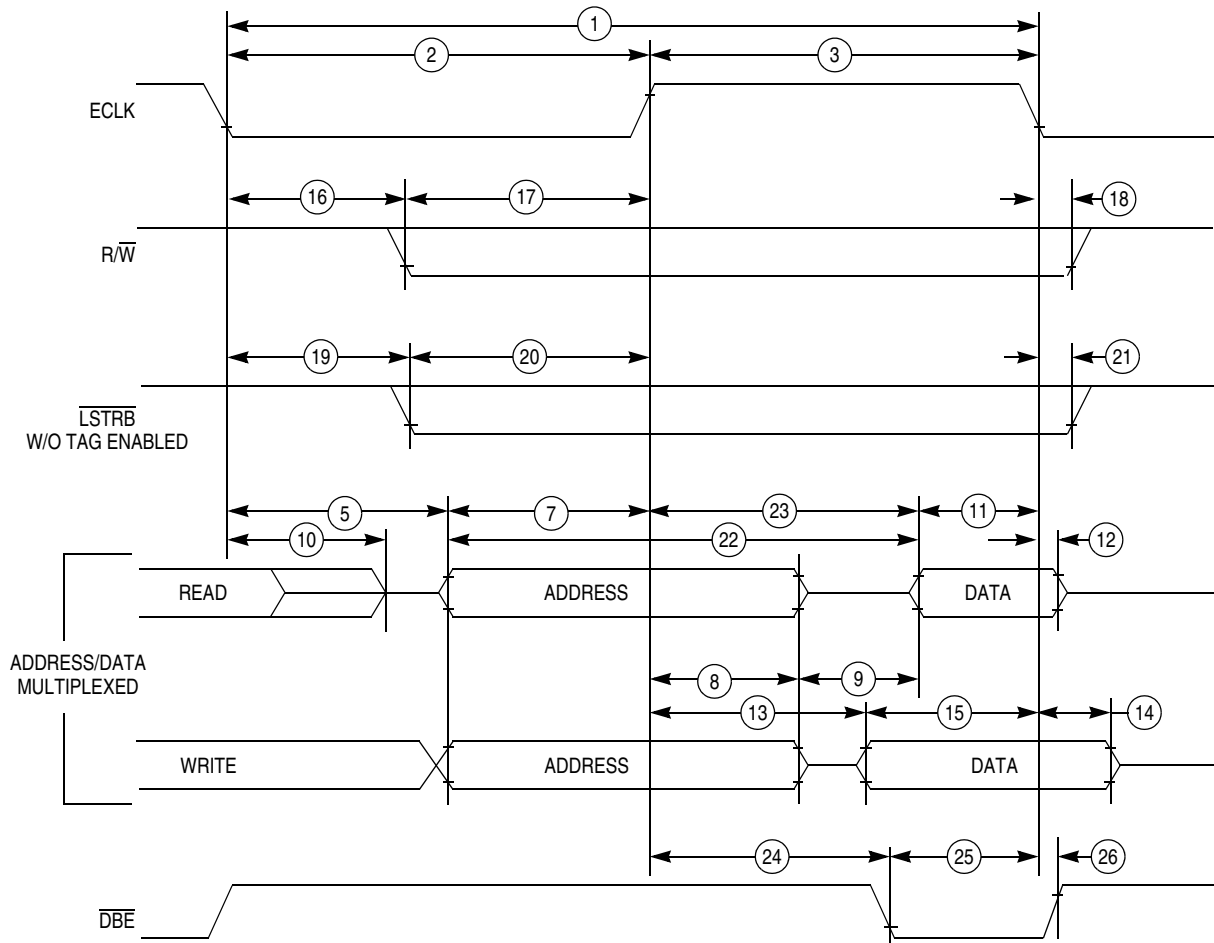 1
2
3
ECLK
16
17
18
R/W
19
20
21
LSTRB
W/O TAG ENABLED
5
7
23
11
10
22
12
READ
ADDRESS
DATA
ADDRESS/DATA
MULTIPLEXED
8
9
13
15
14
WRITE
ADDRESS
DATA
24
25
26
DBE